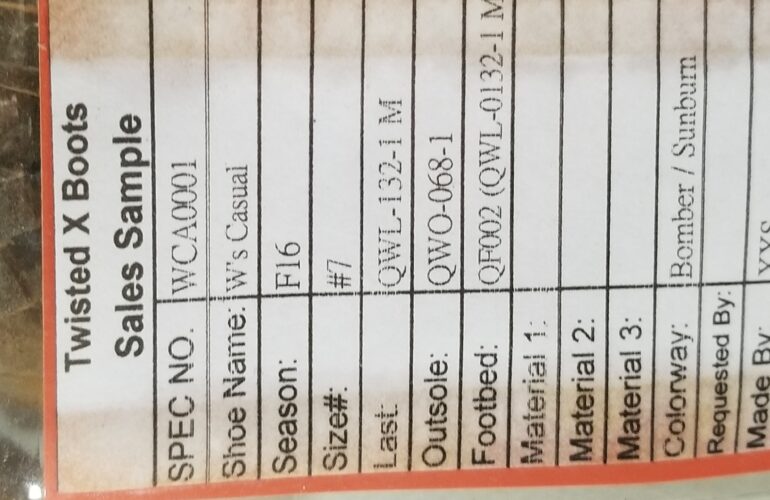 Twisted X Boots
Sales Sample
SPEC NO. WCA0001
Shoe Name: W's Casual
Season: F16
Size#: #7
Last: QWL-132-1 M
Outsole: QWO-068-1
Footbed: QF002 (QWL-0132-1 M
Material 1:
Material 2:
Material 3:
Colorway: Bomber / Sunburn
Requested By:
Made By: